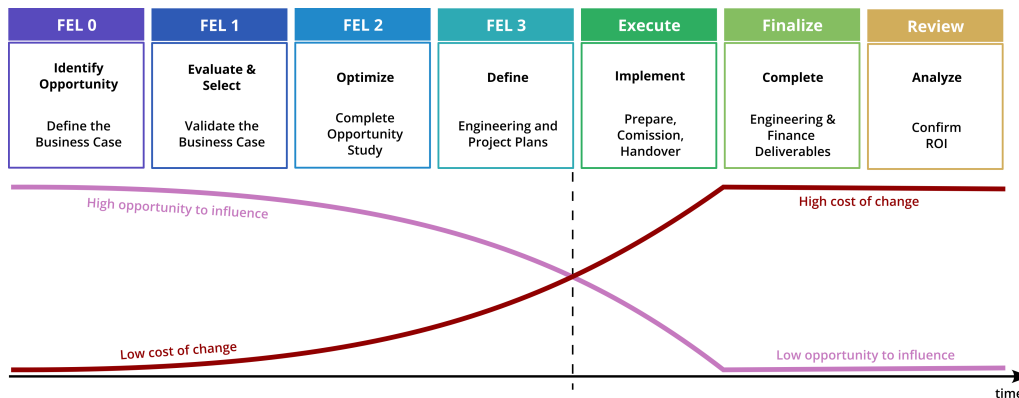 FEL 0
FEL 1
FEL 2
FEL 3
Execute
Finalize
Review
Identify
Opportunity
Define the
Business Case
Evaluate &
Select
Validate the
Business Case
Optimize
Complete
Opportunity
Study
Define
Engineering and
Project Plans
Implement
Prepare,
Comission,
Handover
Complete
Engineering &
Finance
Deliverables
Analyze
Confirm
ROI
High opportunity to influence
High cost of change
Low cost of change
Low opportunity to influence
time